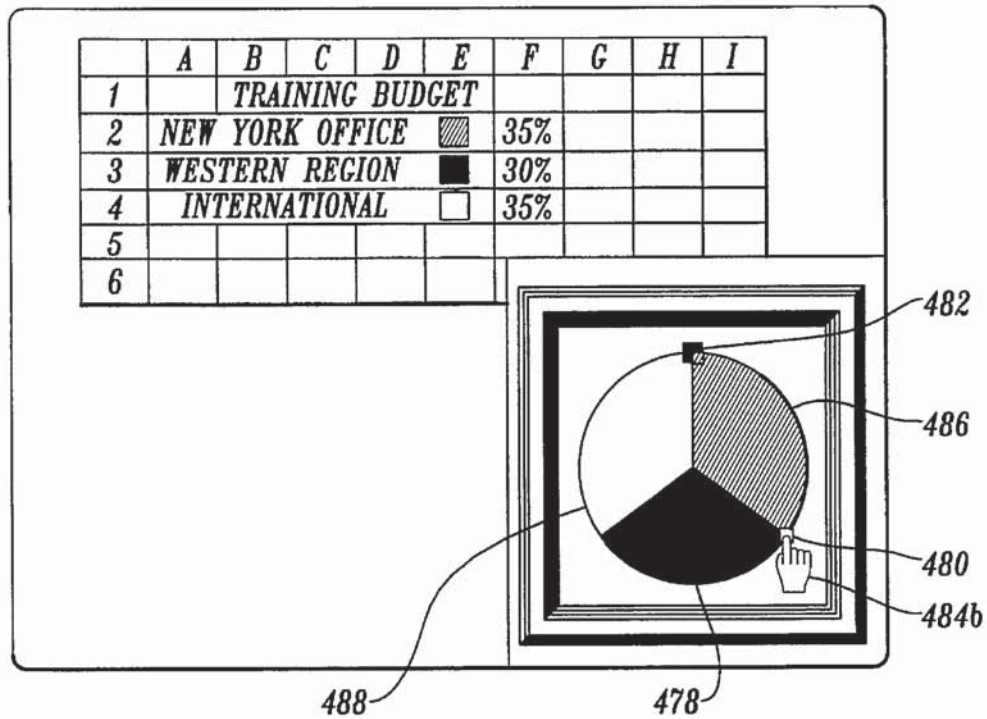 A B C D E F G H I
1 TRAINING BUDGET
2 NEW YORK OFFICE 35%
3 WESTERN REGION 30%
4 INTERNATIONAL 35%
5
6
482
486
480
484b
488 478